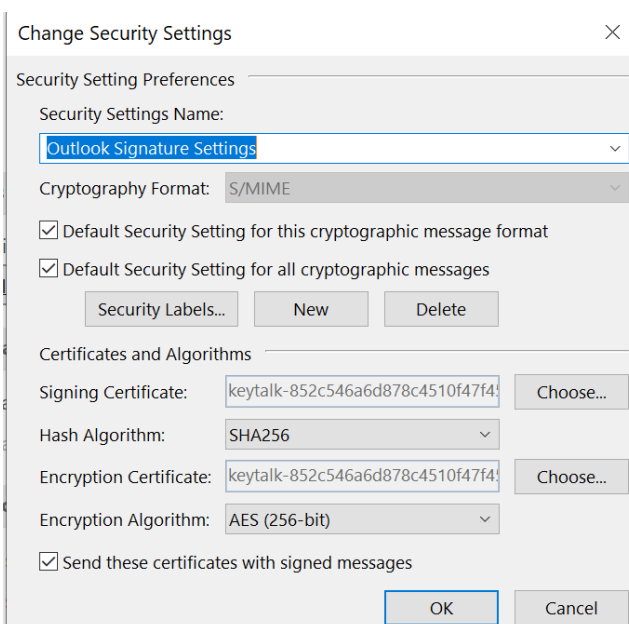 Change Security Settings
Security Setting Preferences
Security Settings Name:
Outlook Signature Settings
Cryptography Format: S/MIME
Default Security Setting for this cryptographic message format
Default Security Setting for all cryptographic messages
Security Labels... New Delete
Certificates and Algorithms
Signing Certificate: keytalk-852c546a6d878c4510f47f4 Choose...
Hash Algorithm: SHA256
Encryption Certificate: keytalk-852c546a6d878c4510f47f4 Choose...
Encryption Algorithm: AES (256-bit)
Send these certificates with signed messages
OK Cancel